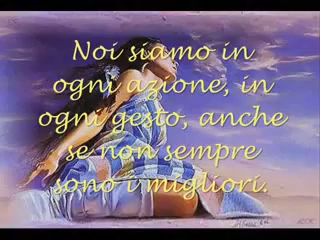 Noi siamo in
ogni azione, in
ogni gesto, anche
se non sempre
sono i migliori.